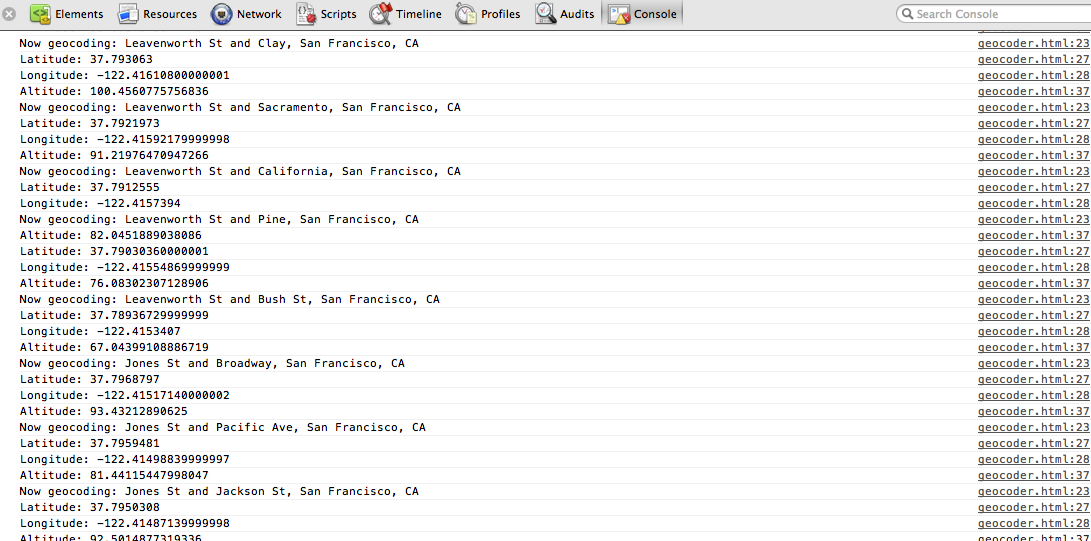 Elements Resources Network Scripts Timeline Profiles Audits Console Search Console
Now geocoding: Leavenworth St and Clay, San Francisco, CA geocoder.html:23
Latitude: 37.793063 geocoder.html:27
Longitude: -122.41610800000001 geocoder.html:28
Altitude: 100.4560775756836 geocoder.html:37
Now geocoding: Leavenworth St and Sacramento, San Francisco, CA geocoder.html:23
Latitude: 37.7921973 geocoder.html:27
Longitude: -122.41592179999998 geocoder.html:28
Altitude: 91.21976470947266 geocoder.html:37
Now geocoding: Leavenworth St and California, San Francisco, CA geocoder.html:23
Latitude: 37.7912555 geocoder.html:27
Longitude: -122.4157394 geocoder.html:28
Now geocoding: Leavenworth St and Pine, San Francisco, CA geocoder.html:23
Altitude: 82.0451889038086 geocoder.html:37
Latitude: 37.79030360000001 geocoder.html:27
Longitude: -122.41554869999999 geocoder.html:28
Altitude: 76.08302307128906 geocoder.html:37
Now geocoding: Leavenworth St and Bush St, San Francisco, CA geocoder.html:23
Latitude: 37.78936729999999 geocoder.html:27
Longitude: -122.4153407 geocoder.html:28
Altitude: 67.04399108886719 geocoder.html:37
Now geocoding: Jones St and Broadway, San Francisco, CA geocoder.html:23
Latitude: 37.7968797 geocoder.html:27
Longitude: -122.41517140000002 geocoder.html:28
Altitude: 93.43212890625 geocoder.html:37
Now geocoding: Jones St and Pacific Ave, San Francisco, CA geocoder.html:23
Latitude: 37.7959481 geocoder.html:27
Longitude: -122.41498839999997 geocoder.html:28
Altitude: 81.44115447998047 geocoder.html:37
Now geocoding: Jones St and Jackson St, San Francisco, CA geocoder.html:23
Latitude: 37.7950308 geocoder.html:27
Longitude: -122.41487139999998 geocoder.html:28
Altitude: 92.5014877319336 geocoder.html:37